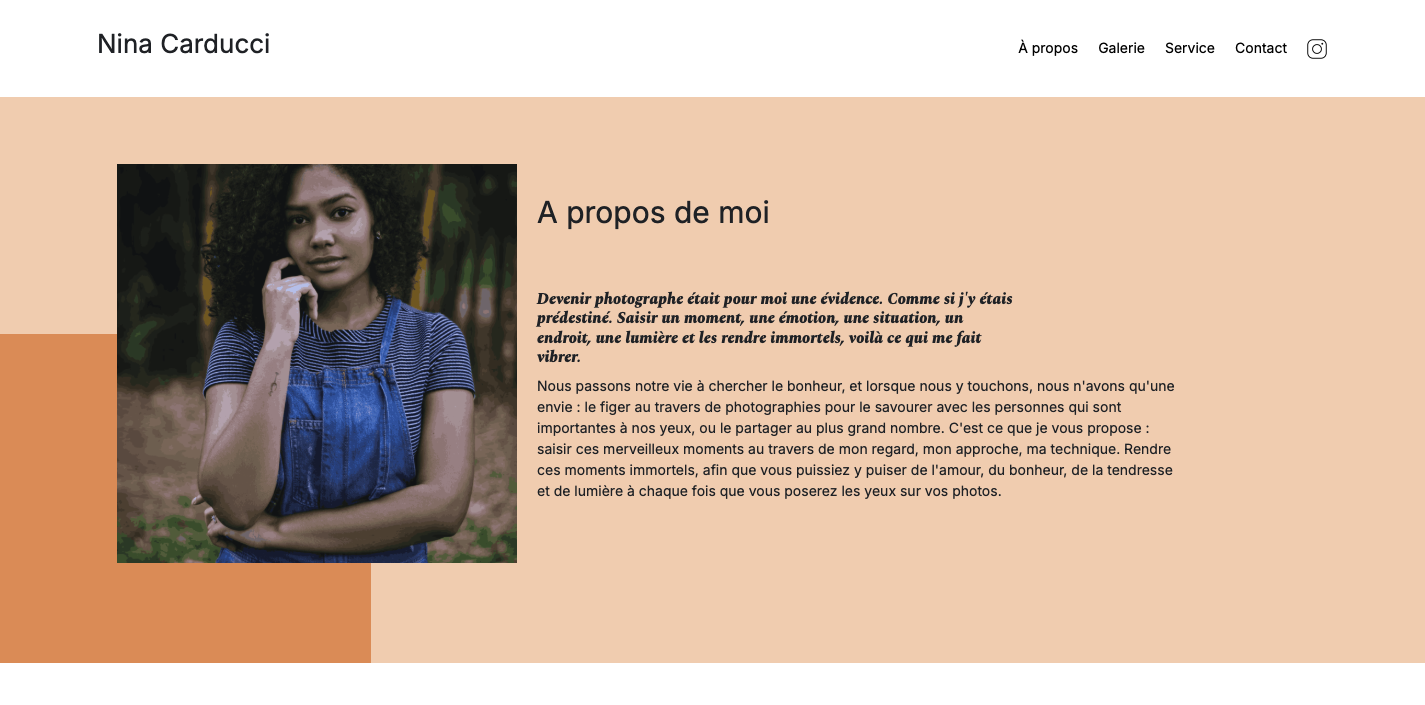 Nina Carducci
À propos Galerie Service Contact
A propos de moi
Devenir photographe était pour moi une évidence. Comme si j'y étais
prédestiné. Saisir un moment, une émotion, une situation, un
endroit, une lumière et les rendre immortels, voilà ce qui me fait
vibrer.
Nous passons notre vie à chercher le bonheur, et lorsque nous y touchons, nous n'avons qu'une
envie : le figer au travers de photographies pour le savourer avec les personnes qui sont
importantes à nos yeux, ou le partager au plus grand nombre. C'est ce que je vous propose :
saisir ces merveilleux moments au travers de mon regard, mon approche, ma technique. Rendre
ces moments immortels, afin que vous puissiez y puiser de l'amour, du bonheur, de la tendresse
et de lumière à chaque fois que vous poserez les yeux sur vos photos.